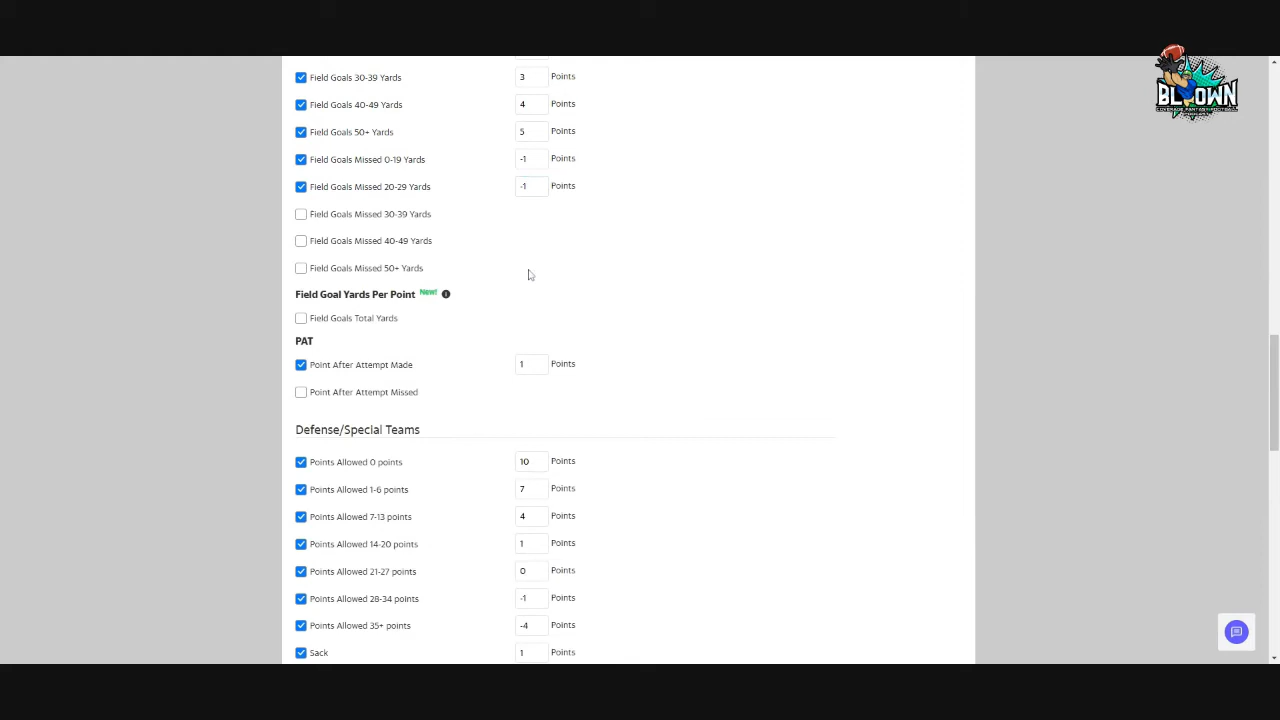 Field Goals 30-39 Yards 3 Points
Field Goals 40-49 Yards 4 Points
Field Goals 50+ Yards 5 Points
Field Goals Missed 0-19 Yards -1 Points
Field Goals Missed 20-29 Yards -1 Points
Field Goals Missed 30-39 Yards
Field Goals Missed 40-49 Yards
Field Goals Missed 50+ Yards
Field Goal Yards Per Point New!
Field Goals Total Yards
PAT
Point After Attempt Made 1 Points
Point After Attempt Missed
Defense/Special Teams
Points Allowed 0 points 10 Points
Points Allowed 1-6 points 7 Points
Points Allowed 7-13 points 4 Points
Points Allowed 14-20 points 1 Points
Points Allowed 21-27 points 0 Points
Points Allowed 28-34 points -1 Points
Points Allowed 35+ points -4 Points
Sack 1 Points
BLOWN
COVERAGE FANTASY FOOTBALL
PODCAST